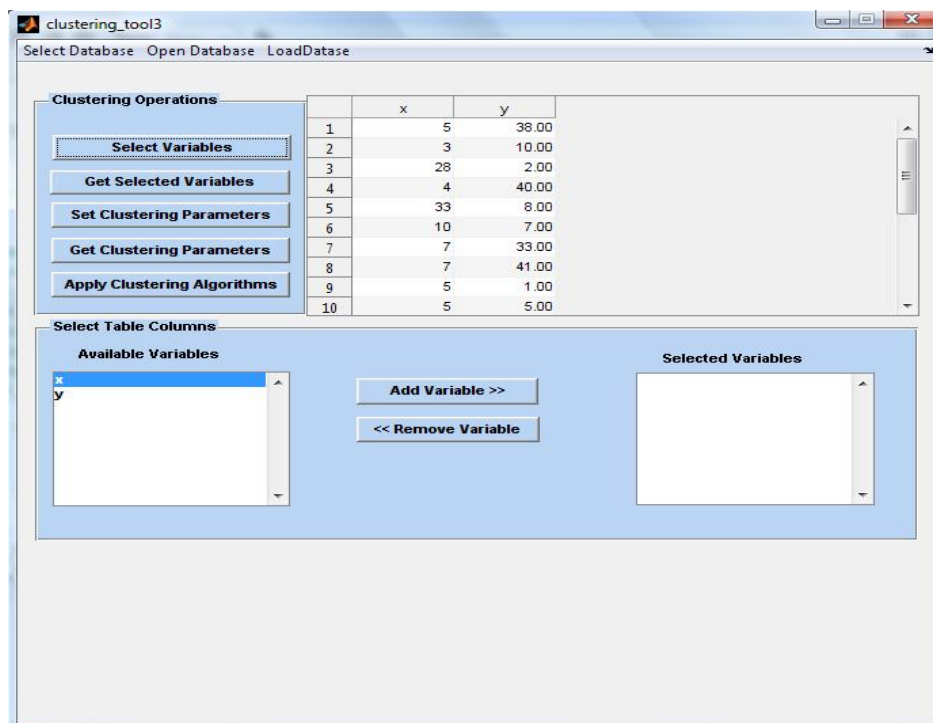 clustering_tool3
Select Database Open Database LoadDatase
Clustering Operations
Select Variables
Get Selected Variables
Set Clustering Parameters
Get Clustering Parameters
Apply Clustering Algorithms
x y
1 5 38.00
2 3 10.00
3 28 2.00
4 4 40.00
5 33 8.00
6 10 7.00
7 7 33.00
8 7 41.00
9 5 1.00
10 5 5.00
Select Table Columns
Available Variables
x
y
Add Variable >>
<< Remove Variable
Selected Variables